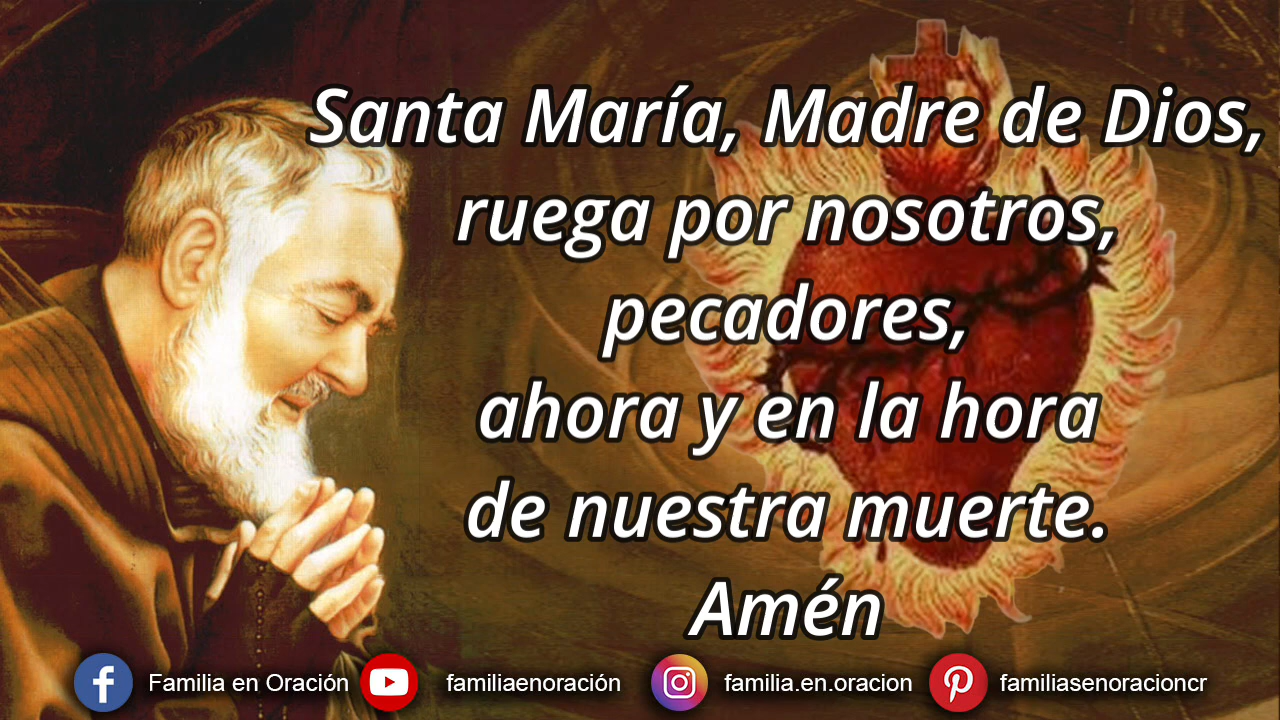 Santa María, Madre de Dios,
ruega por nosotros,
pecadores,
ahora y en la hora
de nuestra muerte.
Amén
Familia en Oración familiaenoración familia.en.oracion familiasenoracioncr